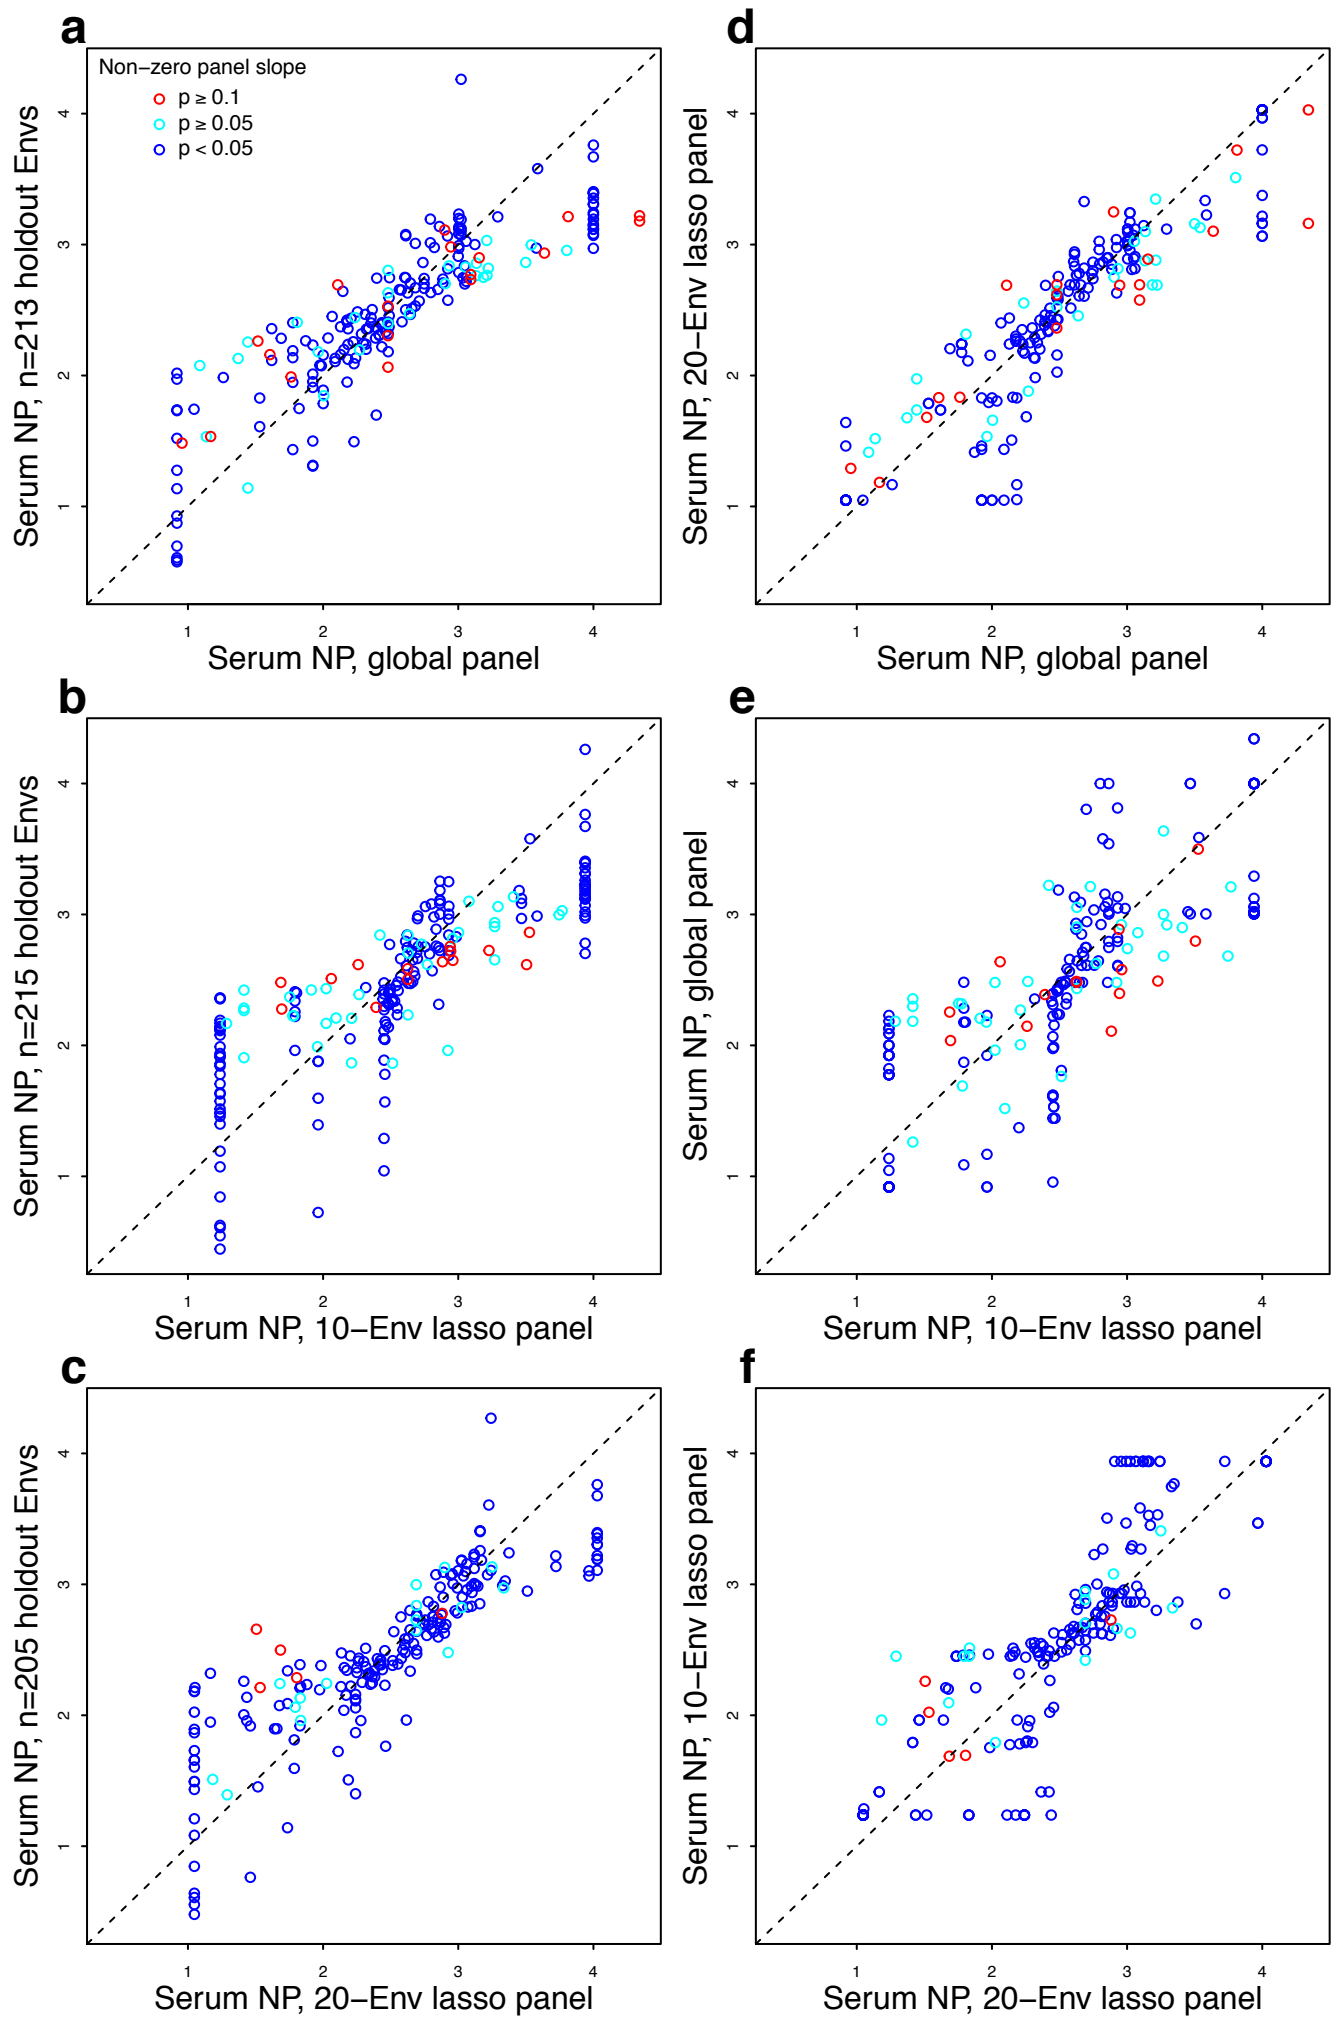 a
Non−zero panel slope
p ≥ 0.1
p ≥ 0.05
p < 0.05
Serum NP, n=213 holdout Envs
4
3
2
1
1 2 3 4
Serum NP, global panel
d
Serum NP, 20−Env lasso panel
4
3
2
1
1 2 3 4
Serum NP, global panel
b
Serum NP, n=215 holdout Envs
4
3
2
1
1 2 3 4
Serum NP, 10−Env lasso panel
e
Serum NP, global panel
4
3
2
1
1 2 3 4
Serum NP, 10−Env lasso panel
c
Serum NP, n=205 holdout Envs
4
3
2
1
1 2 3 4
Serum NP, 20−Env lasso panel
f
Serum NP, 10−Env lasso panel
4
3
2
1
1 2 3 4
Serum NP, 20−Env lasso panel